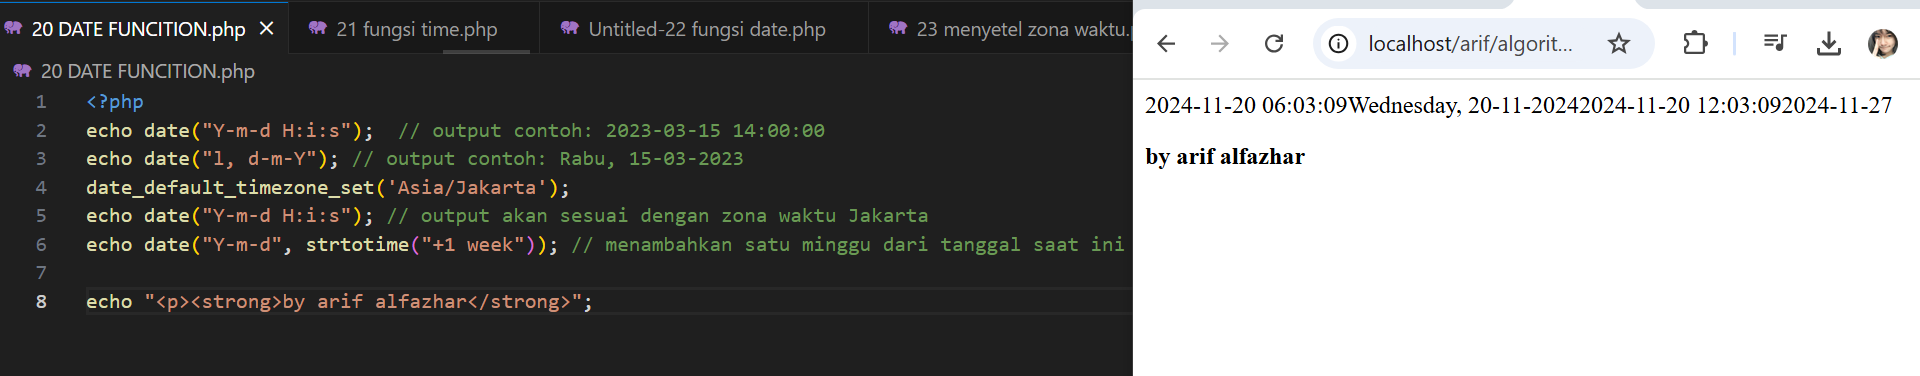 20 DATE FUNCITION.php
21 fungsi time.php
Untitled-22 fungsi date.php
23 menyetel zona waktu.
20 DATE FUNCITION.php
1 <?php
2 echo date("Y-m-d H:i:s");  // output contoh: 2023-03-15 14:00:00
3 echo date("l, d-m-Y"); // output contoh: Rabu, 15-03-2023
4 date_default_timezone_set('Asia/Jakarta');
5 echo date("Y-m-d H:i:s"); // output akan sesuai dengan zona waktu Jakarta
6 echo date("Y-m-d", strtotime("+1 week")); // menambahkan satu minggu dari tanggal saat ini
7
8 echo "<p><strong>by arif alfazhar</strong>";
localhost/arif/algorit...
2024-11-20 06:03:09Wednesday, 20-11-20242024-11-20 12:03:092024-11-27
by arif alfazhar